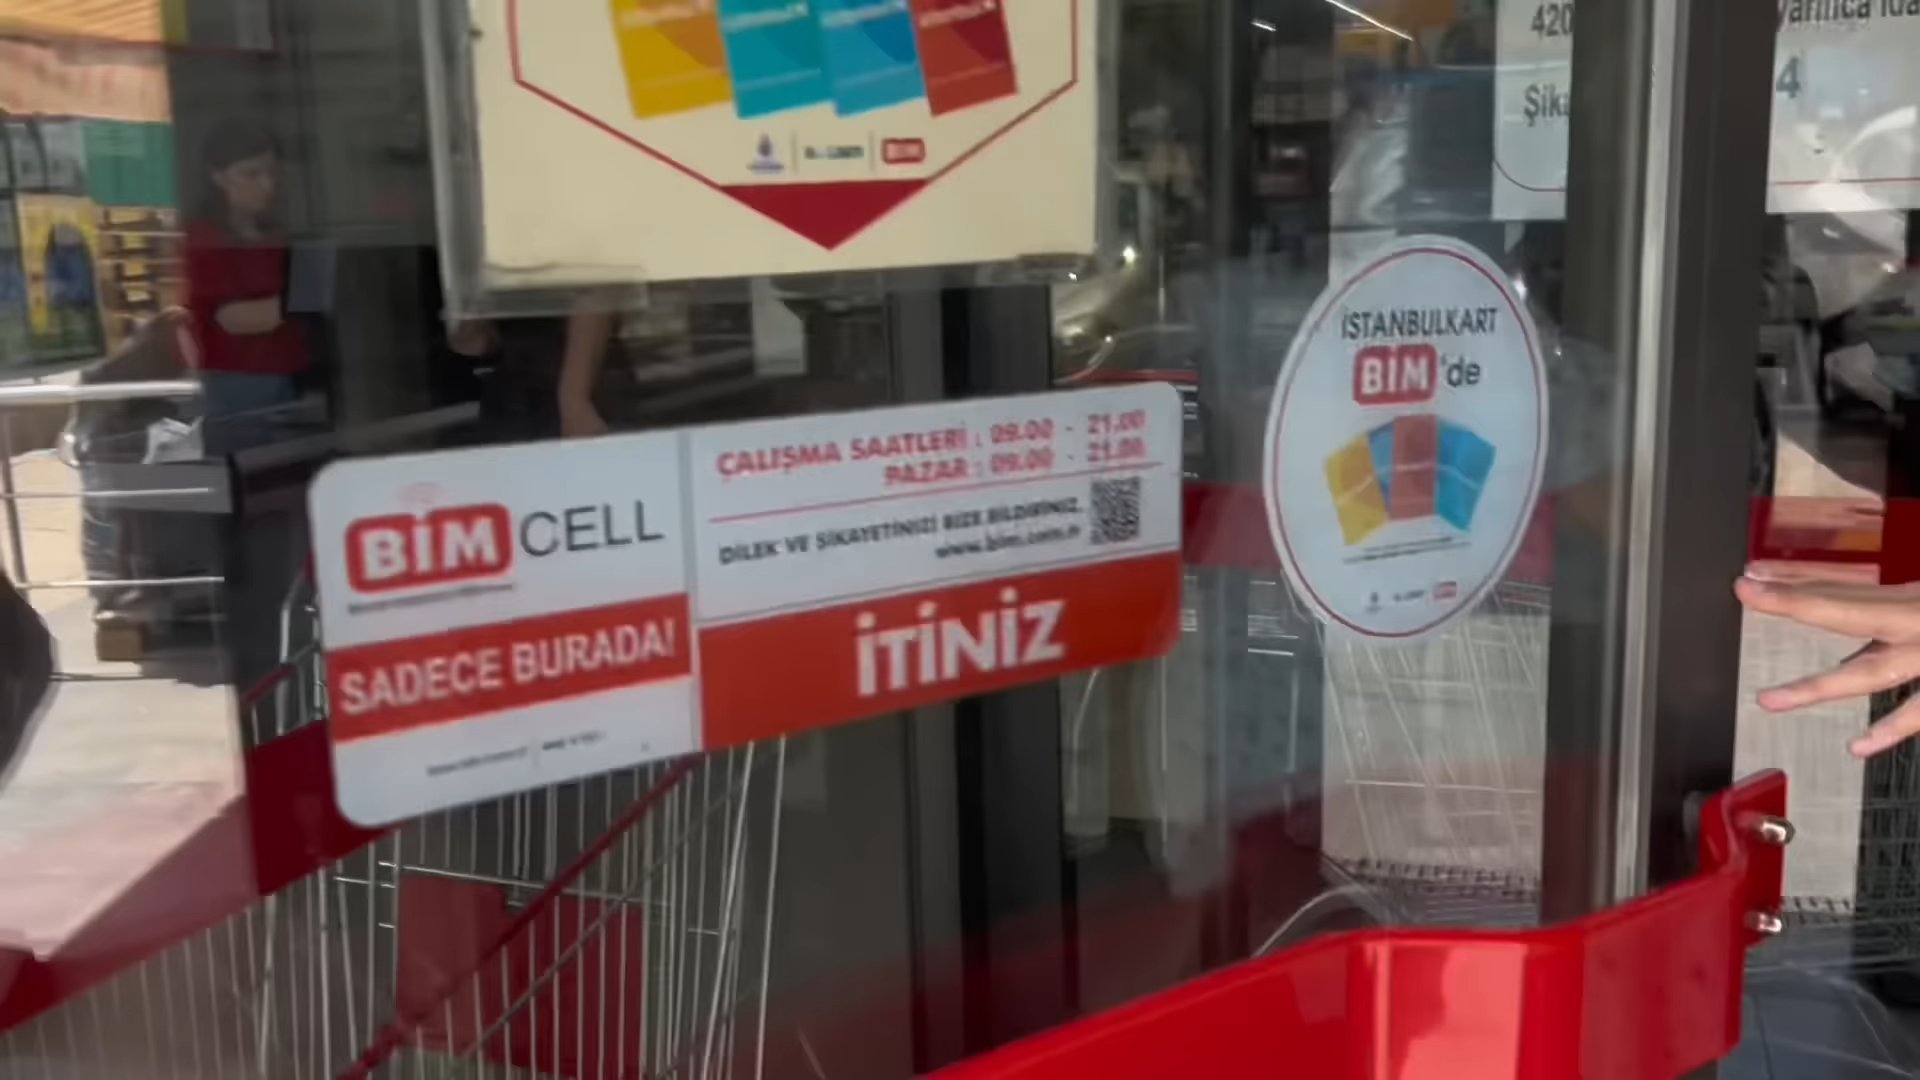 BİM
420
Şik
4
İSTANBULKART
BİM'de
BİM CELL
SADECE BURADA!
ÇALIŞMA SAATLERİ : 09.00 - 21.00
PAZAR : 09.00 - 21.00
DİLEK VE ŞİKAYETİNİZİ BİZE BİLDİRİNİZ.
www.bim.com.tr
İTİNİZ